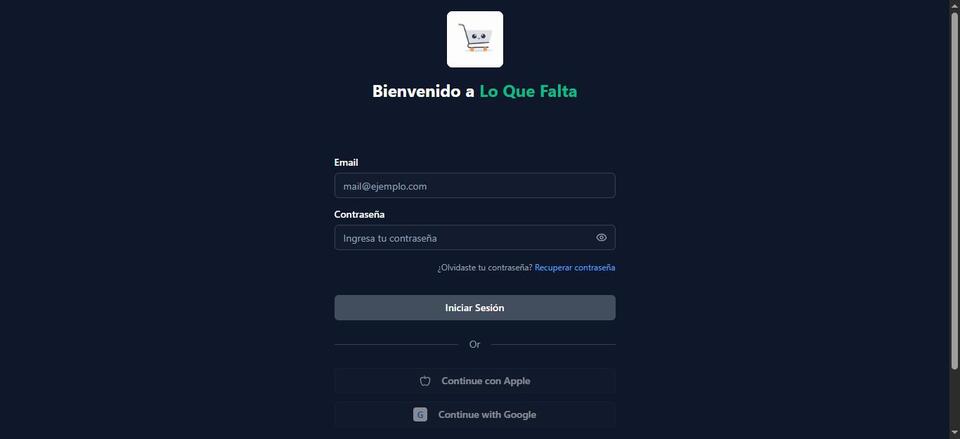 Bienvenido a Lo Que Falta
Email
mail@ejemplo.com
Contraseña
Ingresa tu contraseña
¿Olvidaste tu contraseña? Recuperar contraseña
Iniciar Sesión
Or
Continue con Apple
G Continue with Google